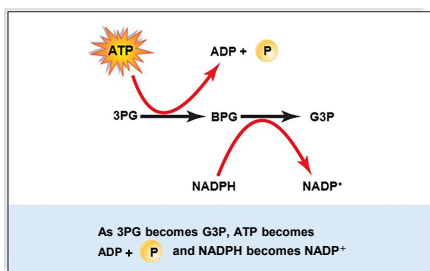 ATP
ADP + P
3PG BPG G3P
NADPH NADP⁺
As 3PG becomes G3P, ATP becomes
ADP + P and NADPH becomes NADP⁺